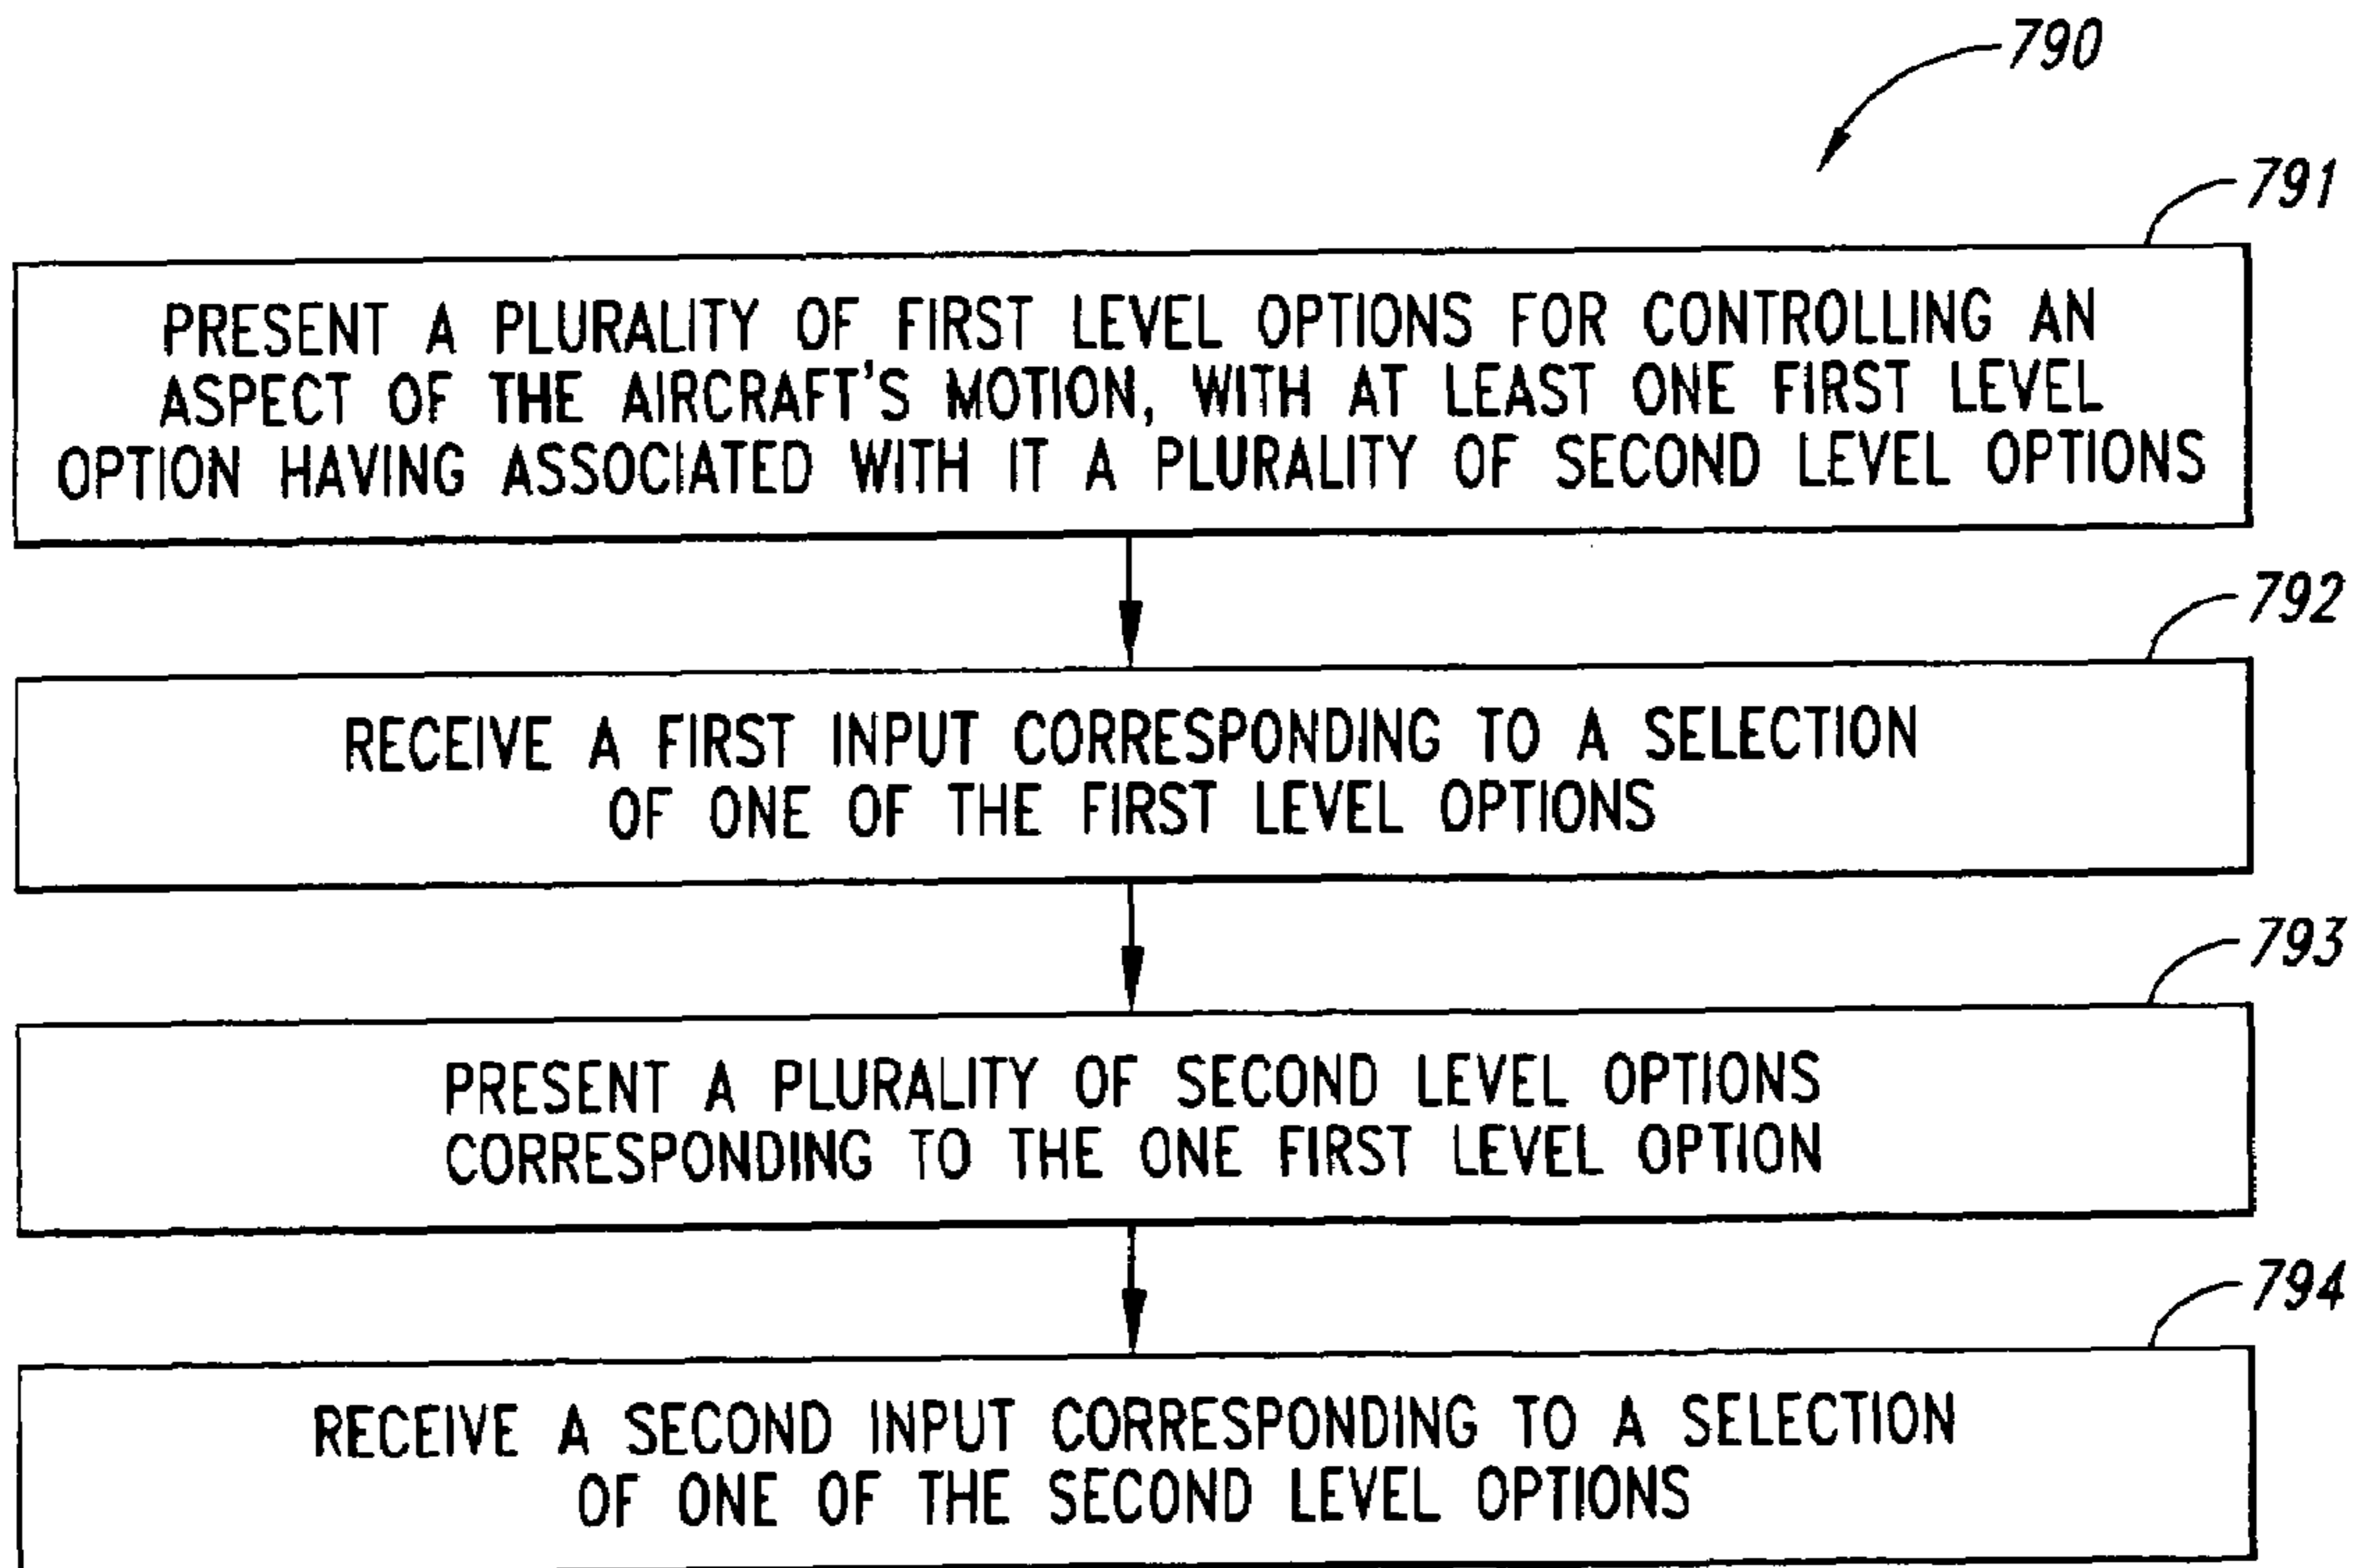 790
791
PRESENT A PLURALITY OF FIRST LEVEL OPTIONS FOR CONTROLLING AN
ASPECT OF THE AIRCRAFT'S MOTION, WITH AT LEAST ONE FIRST LEVEL
OPTION HAVING ASSOCIATED WITH IT A PLURALITY OF SECOND LEVEL OPTIONS
792
RECEIVE A FIRST INPUT CORRESPONDING TO A SELECTION
OF ONE OF THE FIRST LEVEL OPTIONS
793
PRESENT A PLURALITY OF SECOND LEVEL OPTIONS
CORRESPONDING TO THE ONE FIRST LEVEL OPTION
794
RECEIVE A SECOND INPUT CORRESPONDING TO A SELECTION
OF ONE OF THE SECOND LEVEL OPTIONS